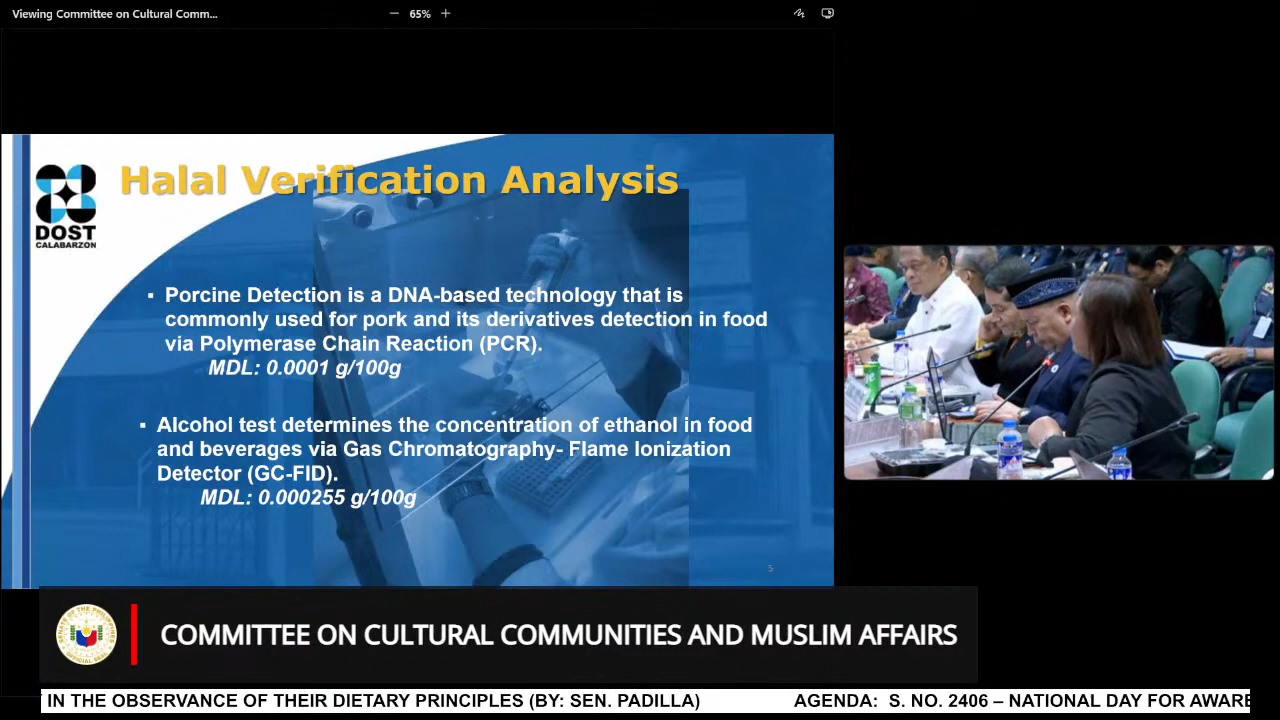 Viewing Committee on Cultural Comm...
65%
Halal Verification Analysis
DOST
CALABARZON
▪ Porcine Detection is a DNA-based technology that is
commonly used for pork and its derivatives detection in food
via Polymerase Chain Reaction (PCR).
MDL: 0.0001 g/100g
▪ Alcohol test determines the concentration of ethanol in food
and beverages via Gas Chromatography- Flame Ionization
Detector (GC-FID).
MDL: 0.000255 g/100g
5
COMMITTEE ON CULTURAL COMMUNITIES AND MUSLIM AFFAIRS
IN THE OBSERVANCE OF THEIR DIETARY PRINCIPLES (BY: SEN. PADILLA) AGENDA: S. NO. 2406 – NATIONAL DAY FOR AWARE